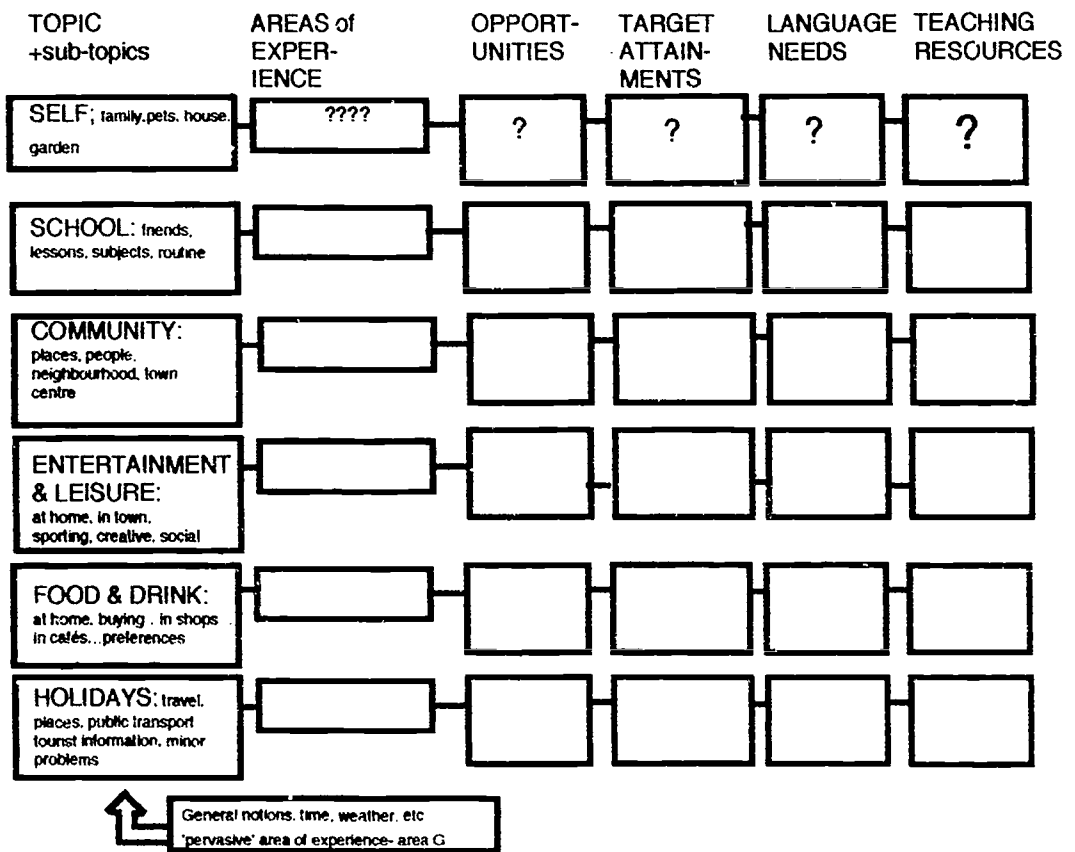 TOPIC
+sub-topics
AREAS of
EXPER-
IENCE
OPPORT-
UNITIES
TARGET
ATTAIN-
MENTS
LANGUAGE
NEEDS
TEACHING
RESOURCES
SELF; family.pets. house.
garden
????
?
?
?
?
SCHOOL: friends,
lessons, subjects, routine
COMMUNITY:
places, people,
neighbourhood, town
centre
ENTERTAINMENT
& LEISURE:
at home, in town,
sporting, creative, social
FOOD & DRINK:
at home, buying . in shops ..
in cafés...preferences
HOLIDAYS: travel,
places, public transport
tourist information, minor
problems
General notions, time, weather, etc
'pervasive' area of experience- area G